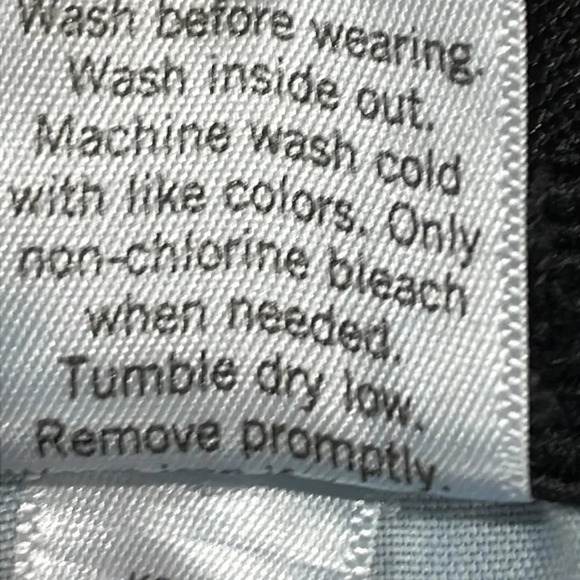 Wash before wearing.
Wash inside out.
Machine wash cold
with like colors. Only
non-chlorine bleach
when needed.
Tumble dry low.
Remove promptly.